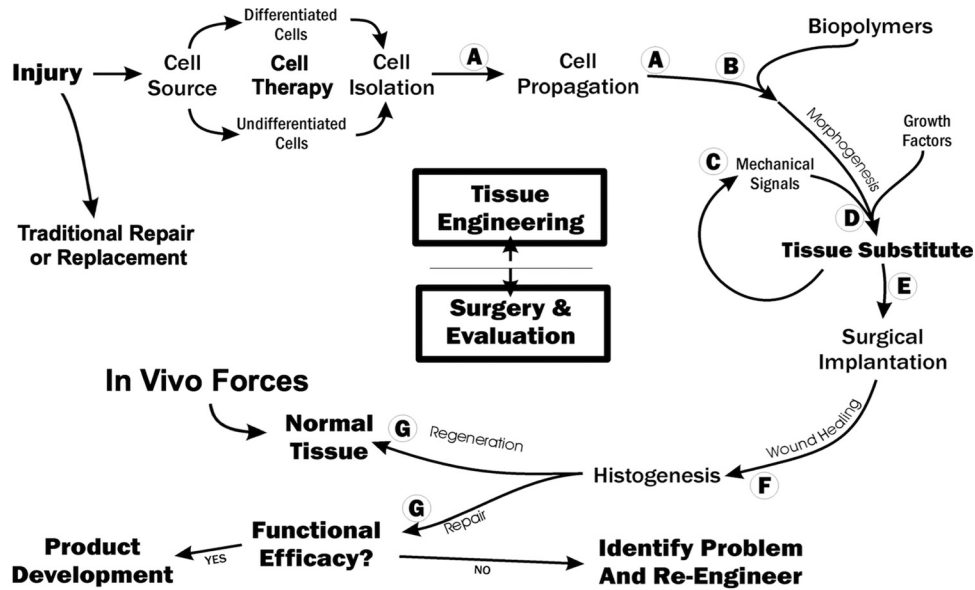 Differentiated
Cells
Injury
Cell
Source
Cell
Therapy
Cell
Isolation
Undifferentiated
Cells
A
Cell
Propagation
A
B
Biopolymers
Morphogenesis
Growth
Factors
C
Mechanical
Signals
D
Traditional Repair
or Replacement
Tissue
Engineering
Tissue Substitute
E
Surgery &
Evaluation
Surgical
Implantation
In Vivo Forces
Normal
Tissue
G
Regeneration
Wound Healing
F
Histogenesis
G
Repair
Functional
Efficacy?
YES
Product
Development
NO
Identify Problem
And Re-Engineer